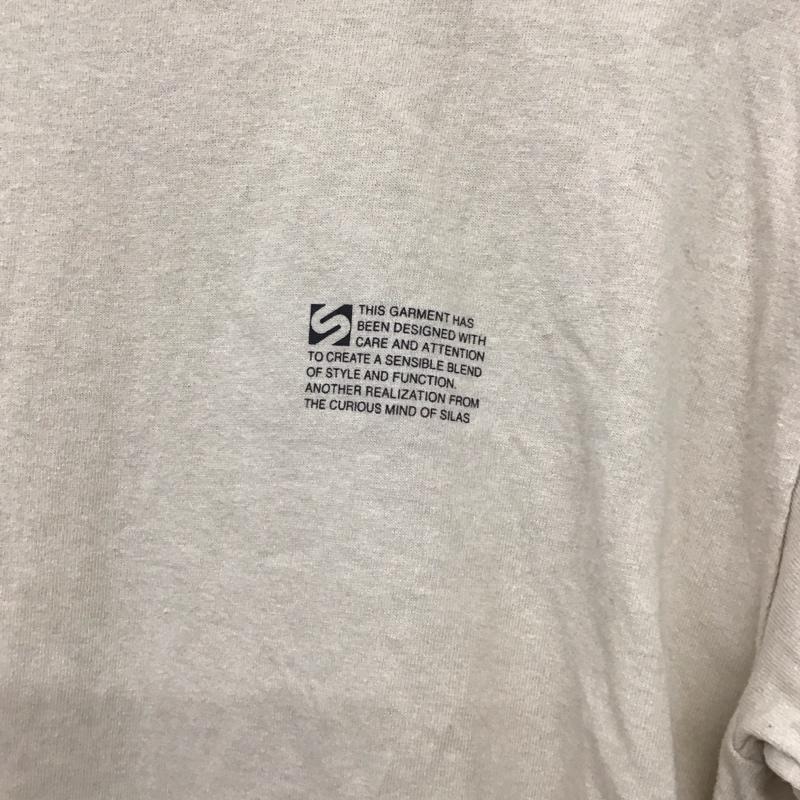 THIS GARMENT HAS
BEEN DESIGNED WITH
CARE AND ATTENTION
TO CREATE A SENSIBLE BLEND
OF STYLE AND FUNCTION.
ANOTHER REALIZATION FROM
THE CURIOUS MIND OF SILAS